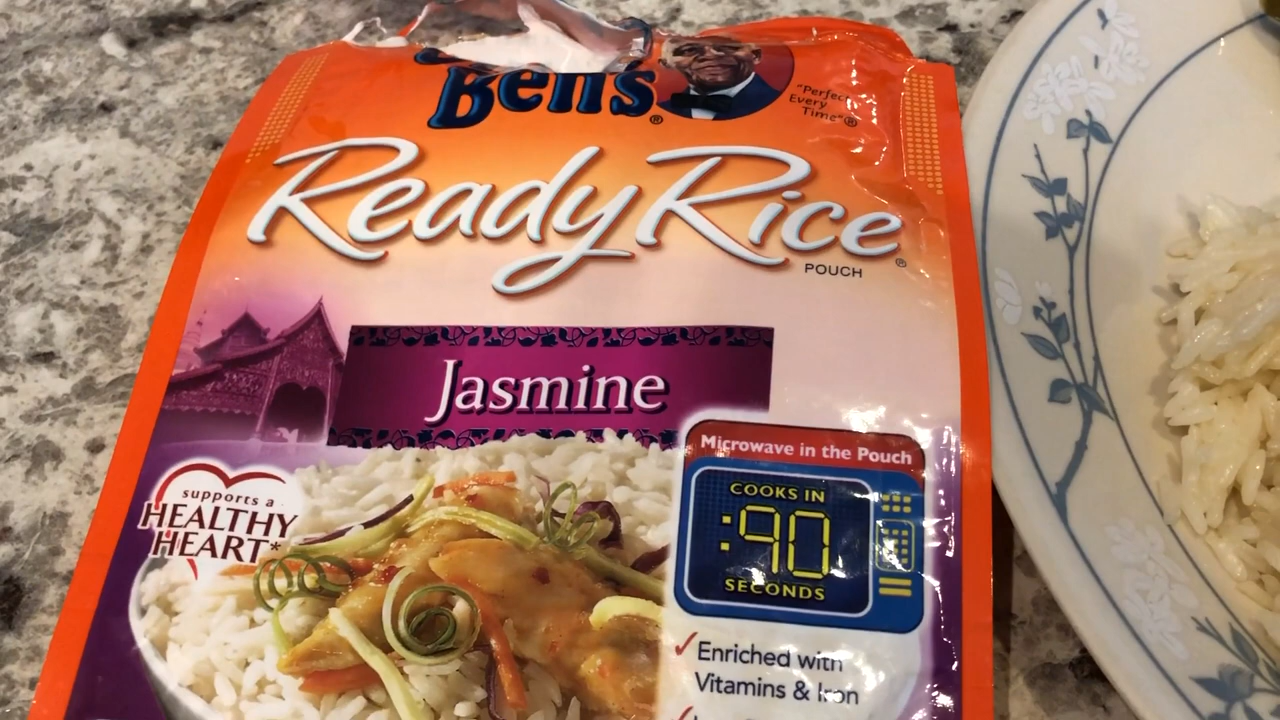 Ben's®
"Perfect
Every
Time"®
Ready Rice®
POUCH
Jasmine
supports a
HEALTHY
HEART*
Microwave in the Pouch
COOKS IN
:90
SECONDS
✓ Enriched with
Vitamins & Iron